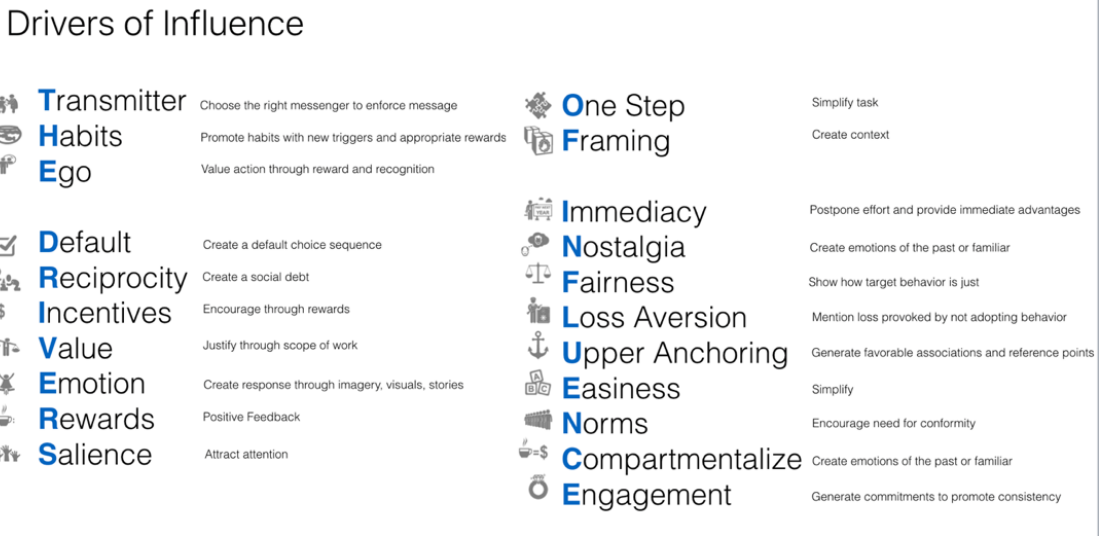 Drivers of Influence
Transmitter Choose the right messenger to enforce message
Habits Promote habits with new triggers and appropriate rewards
Ego Value action through reward and recognition
Default Create a default choice sequence
Reciprocity Create a social debt
Incentives Encourage through rewards
Value Justify through scope of work
Emotion Create response through imagery, visuals, stories
Rewards Positive Feedback
Salience Attract attention
One Step Simplify task
Framing Create context
Immediacy Postpone effort and provide immediate advantages
Nostalgia Create emotions of the past or familiar
Fairness Show how target behavior is just
Loss Aversion Mention loss provoked by not adopting behavior
Upper Anchoring Generate favorable associations and reference points
A
B C
Easiness Simplify
Norms Encourage need for conformity
=$ Compartmentalize Create emotions of the past or familiar
Engagement Generate commitments to promote consistency